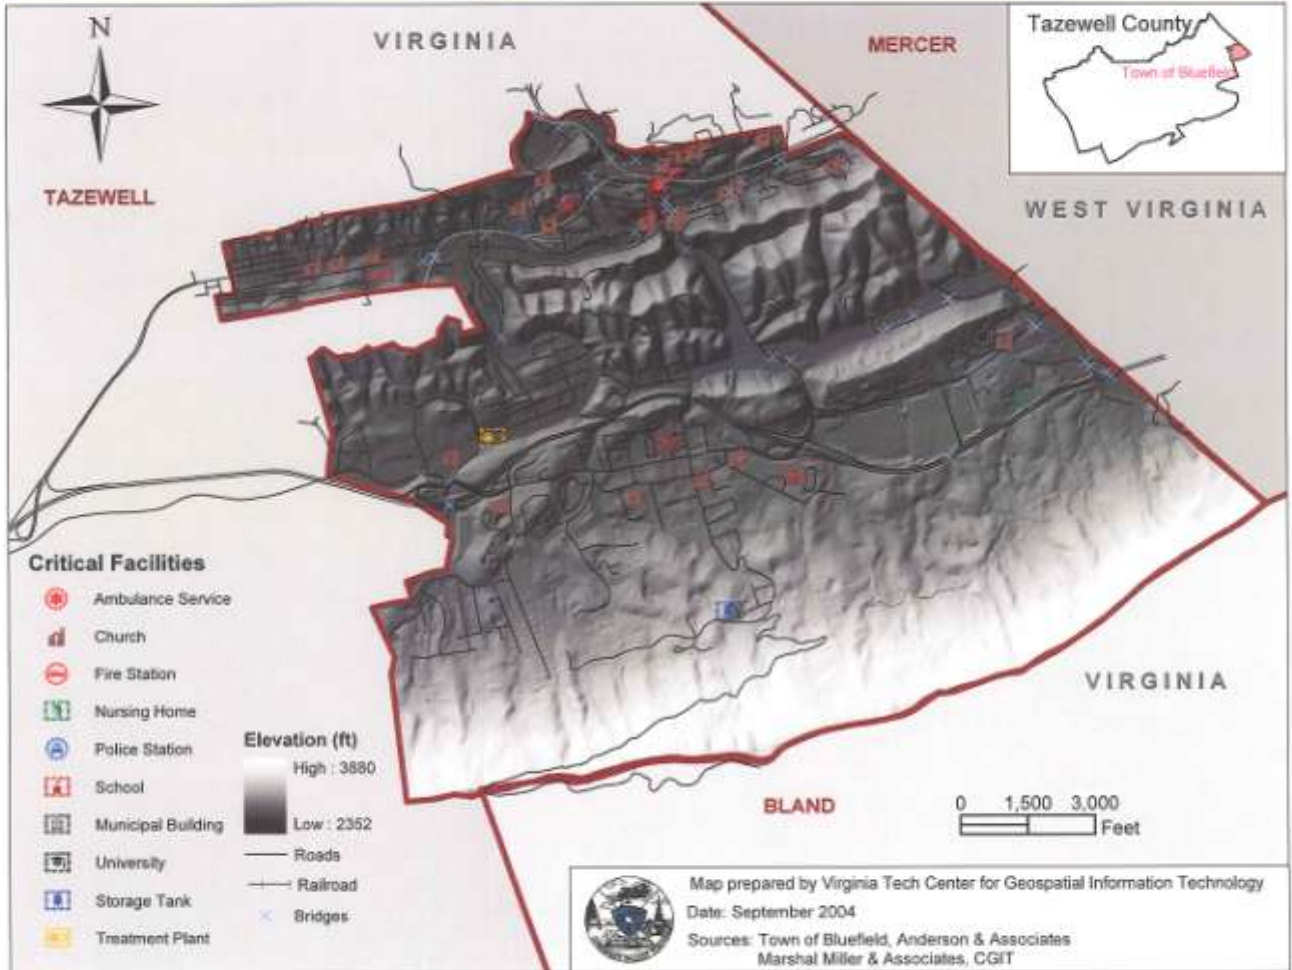 N
VIRGINIA
MERCER
Tazewell County
Town of Bluefield
TAZEWELL
WEST VIRGINIA
Critical Facilities
Ambulance Service
Church
Fire Station
Nursing Home
Police Station
School
Municipal Building
University
Storage Tank
Treatment Plant
Elevation (ft)
High : 3880
Low : 2352
Roads
Railroad
Bridges
VIRGINIA
BLAND
0 1,500 3,000
Feet
Map prepared by Virginia Tech Center for Geospatial Information Technology
Date: September 2004
Sources: Town of Bluefield, Anderson & Associates
Marshal Miller & Associates, CGIT